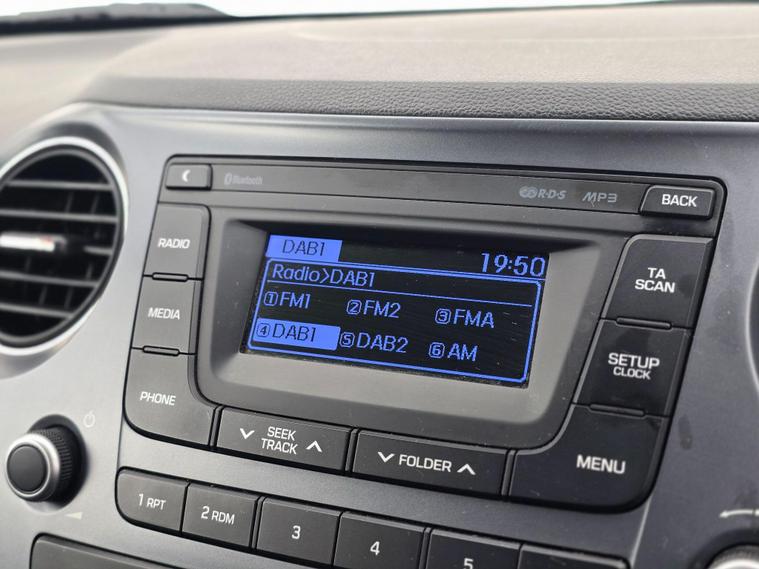 Bluetooth
R·D·S MP3
BACK
RADIO
MEDIA
PHONE
DAB1
19:50
Radio>DAB1
①FM1 ②FM2 ③FMA
④DAB1 ⑤DAB2 ⑥AM
TA
SCAN
SETUP
CLOCK
SEEK
TRACK
FOLDER
MENU
1 RPT
2 RDM
3
4
5